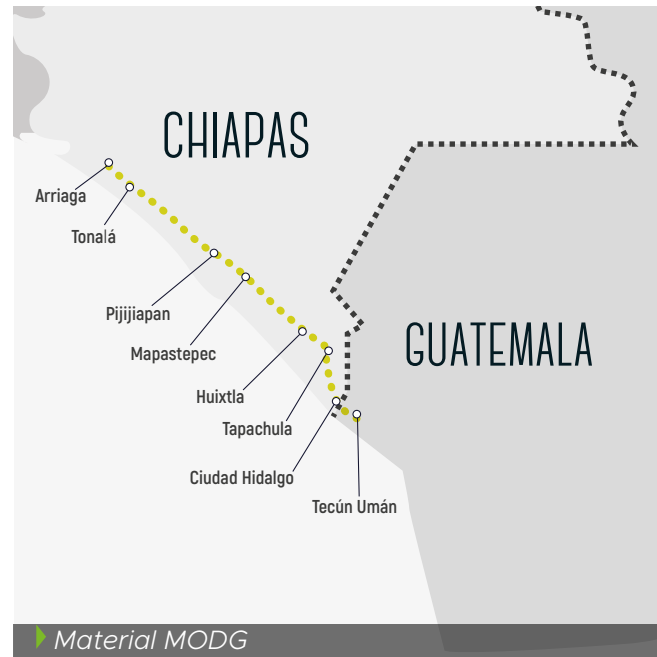 CHIAPAS
Arriaga
Tonalá
Pijijiapan
Mapastepec
GUATEMALA
Huixtla
Tapachula
Ciudad Hidalgo
Tecún Umán
Material MODG